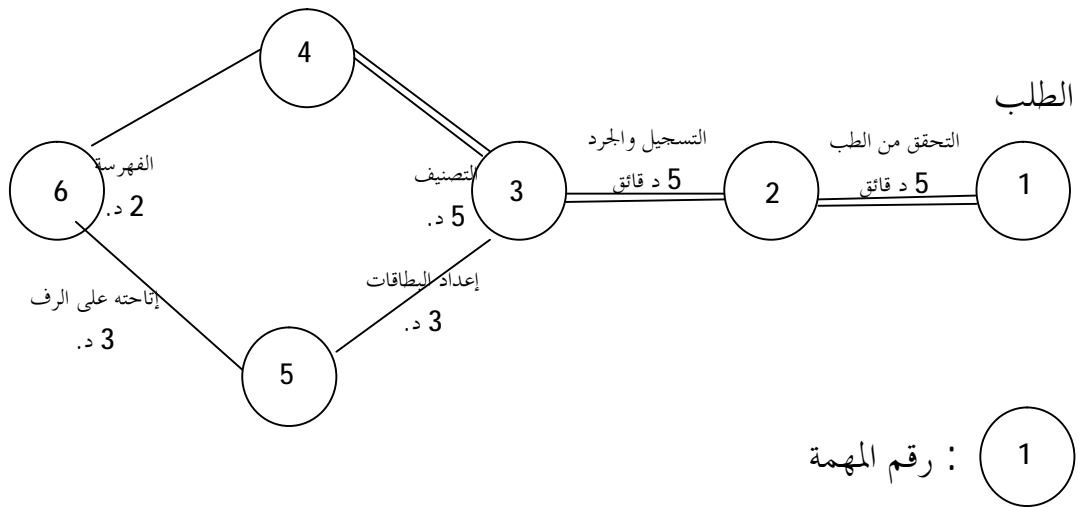 الطلب
1
التحقق من الطب
5 د قائق
2
التسجيل والجرد
5 د قائق
3
التصنيف
5 د.
4
الفهرسة
2 د.
6
إعداد البطاقات
3 د.
5
إتاحته على الرف
3 د.
1 : رقم المهمة